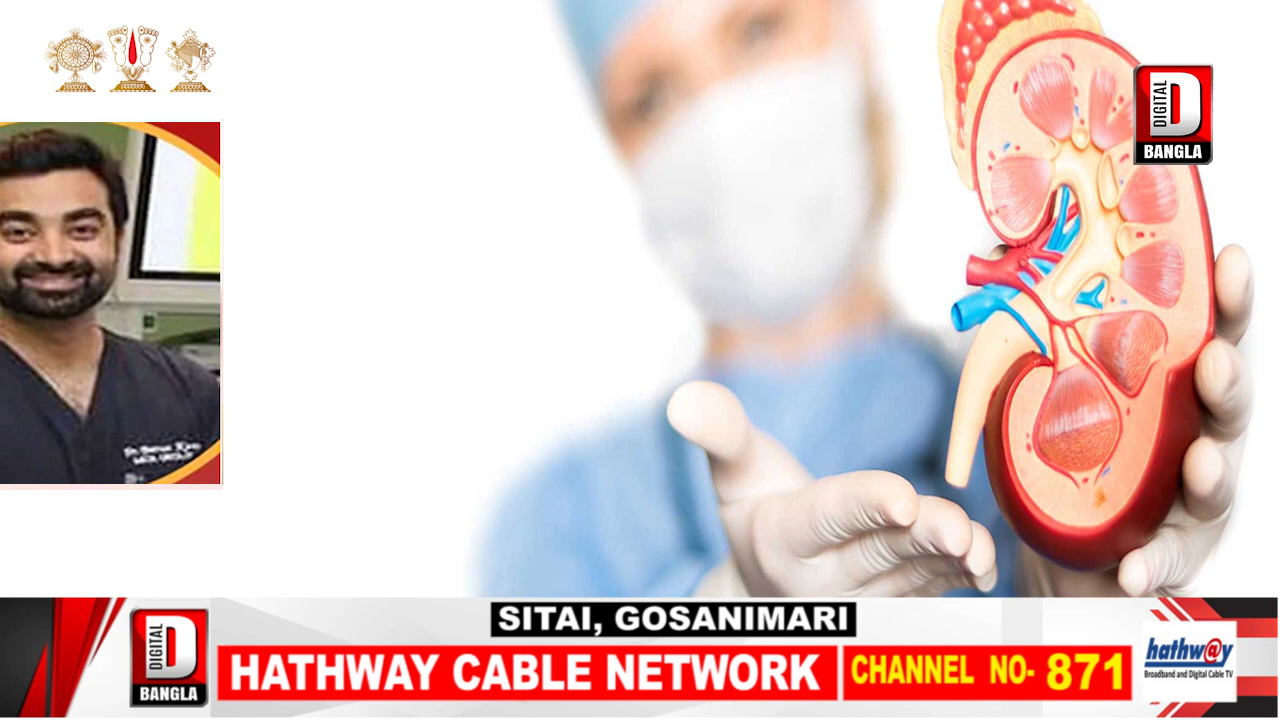 DIGITAL
D
BANGLA
SITAI, GOSANIMARI
DIGITAL
D
BANGLA
HATHWAY CABLE NETWORK
CHANNEL NO- 871
hathw@y
Broadband and Digital Cable TV